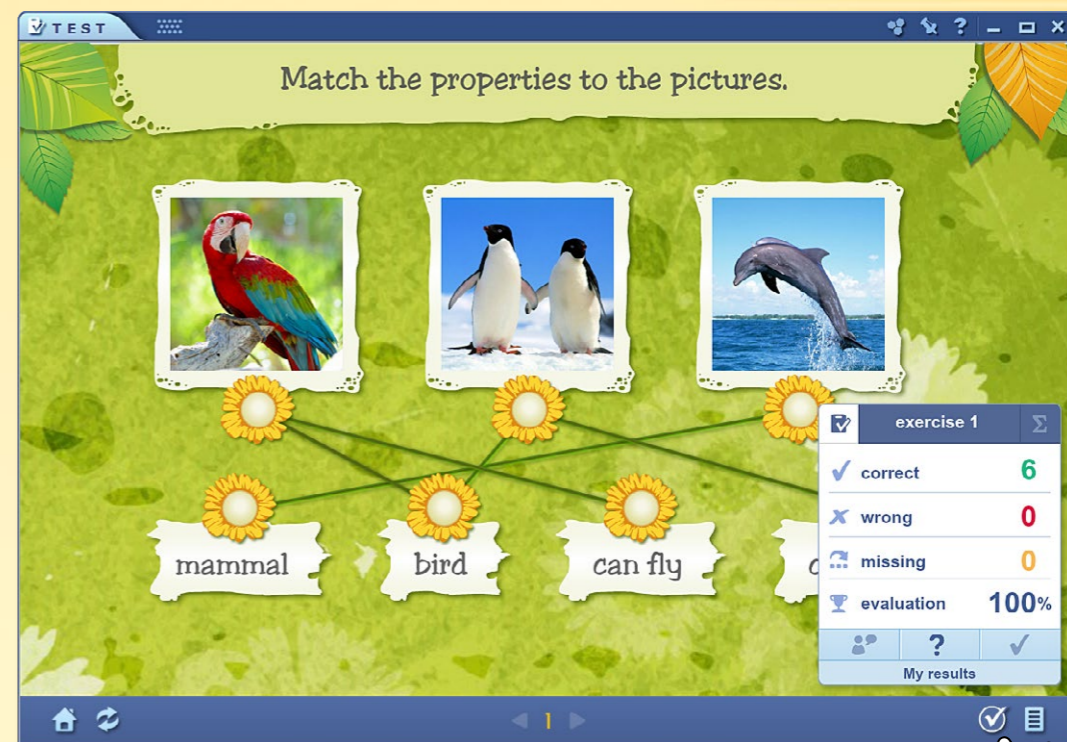 TEST
Match the properties to the pictures.
exercise 1
Σ
correct 6
wrong 0
missing 0
mammal
bird
can fly
evaluation 100%
?
My results
1